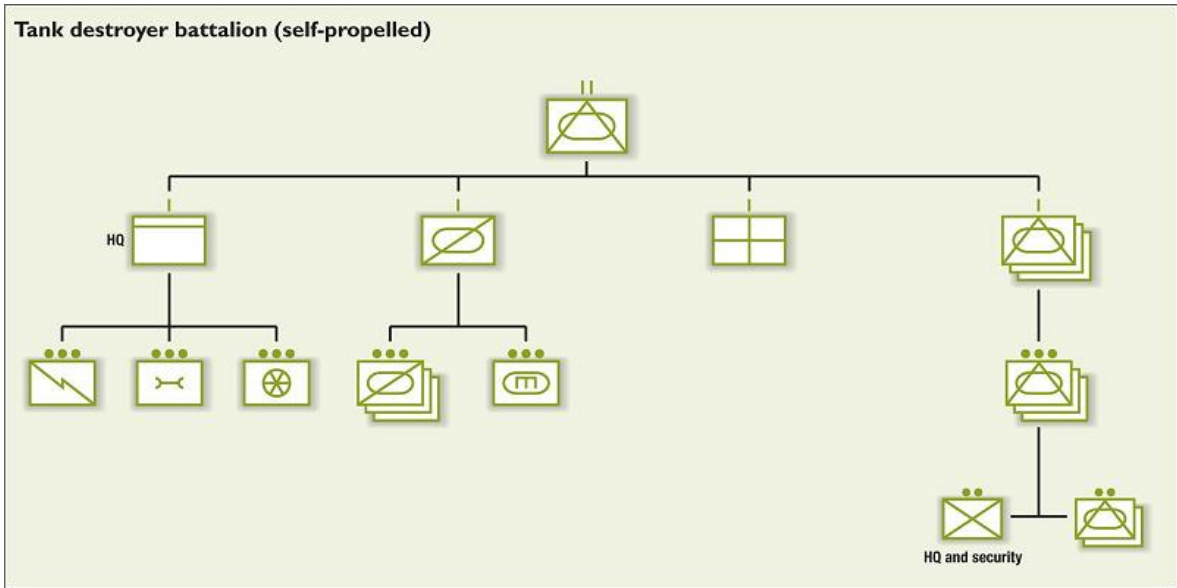 Tank destroyer battalion (self-propelled)
HQ
HQ and security